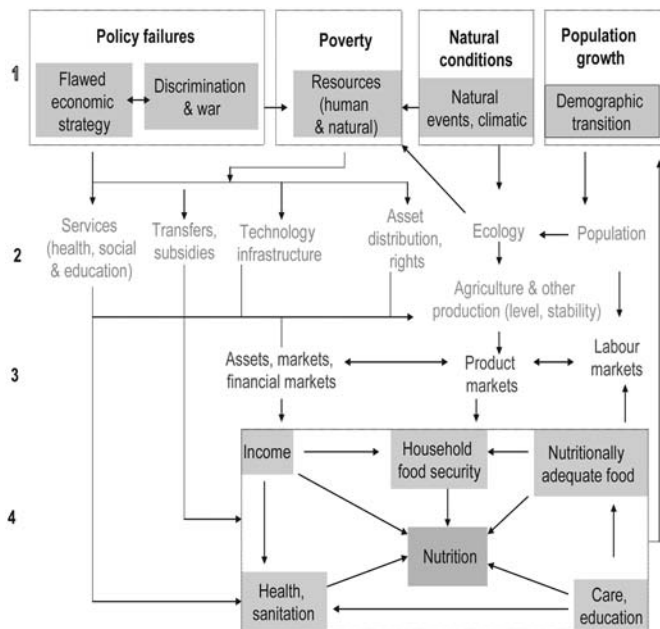 Policy failures
Poverty
Natural
conditions
Population
growth
1
Flawed
economic
strategy
Discrimination
& war
Resources
(human
& natural)
Natural
events, climatic
Demographic
transition
2
Services
(health, social
& education)
Transfers,
subsidies
Technology
infrastructure
Asset
distribution,
rights
Ecology
Population
Agriculture & other
production (level, stability)
3
Assets, markets,
financial markets
Product
markets
Labour
markets
4
Income
Household
food security
Nutritionally
adequate food
Nutrition
Health,
sanitation
Care,
education